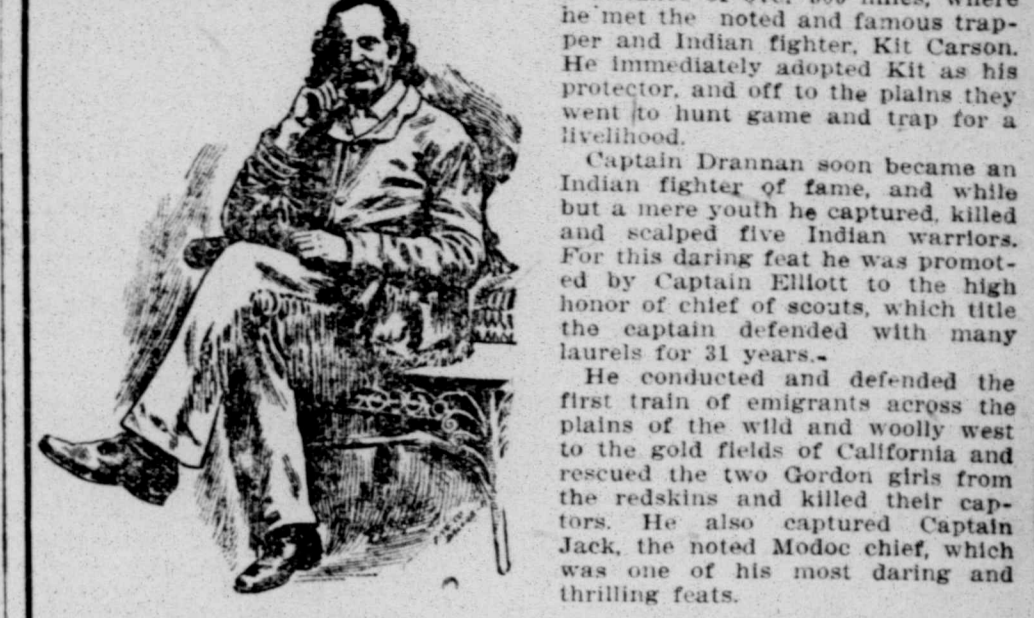 he met the noted and famous trap-
per and Indian fighter, Kit Carson.
He immediately adopted Kit as his
protector, and off to the plains they
went to hunt game and trap for a
livelihood.
Captain Drannan soon became an
Indian fighter of fame, and while
but a mere youth he captured, killed
and scalped five Indian warriors.
For this daring feat he was promot-
ed by Captain Elliott to the high
honor of chief of scouts, which title
the captain defended with many
laurels for 31 years.
He conducted and defended the
first train of emigrants across the
plains of the wild and woolly west
to the gold fields of California and
rescued the two Gordon girls from
the redskins and killed their cap-
tors. He also captured Captain
Jack, the noted Modoc chief, which
was one of his most daring and
thrilling feats.